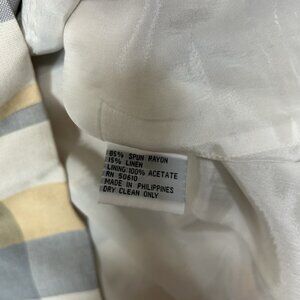 85% SPUN RAYON
15% LINEN
LINING 100% ACETATE
RN 50610
MADE IN PHILIPPINES
DRY CLEAN ONLY